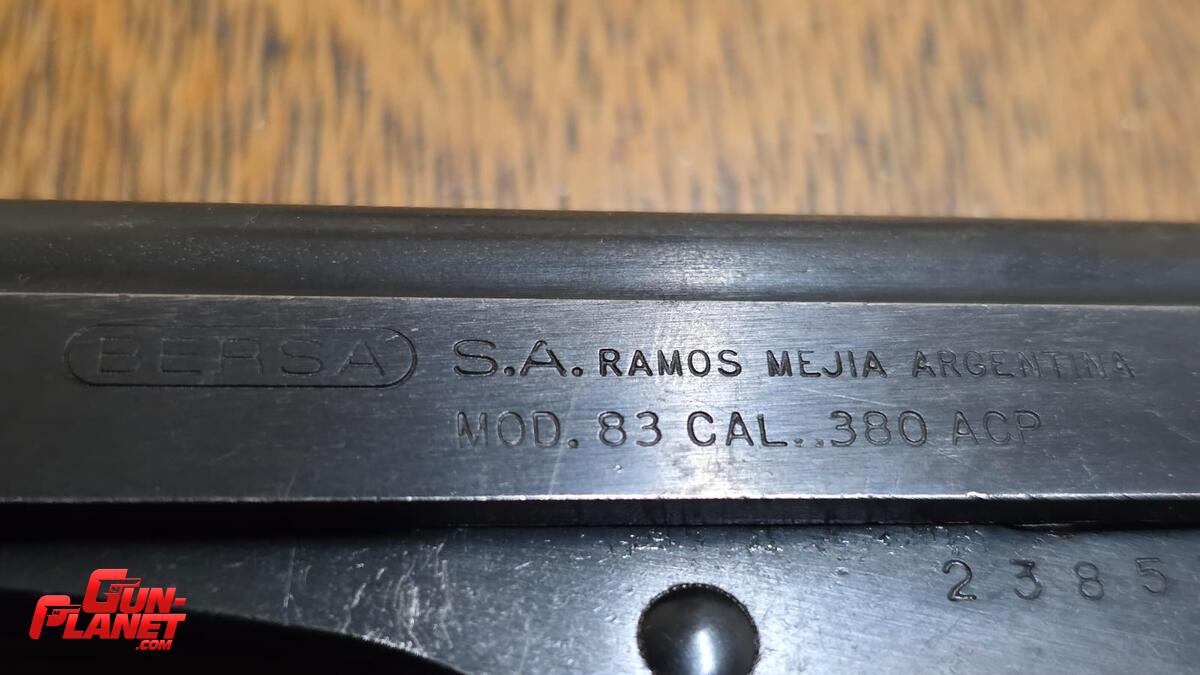 BERSA S.A. RAMOS MEJIA ARGENTINA
MOD. 83 CAL..380 ACP
2385
GUN-
PLANET
.COM